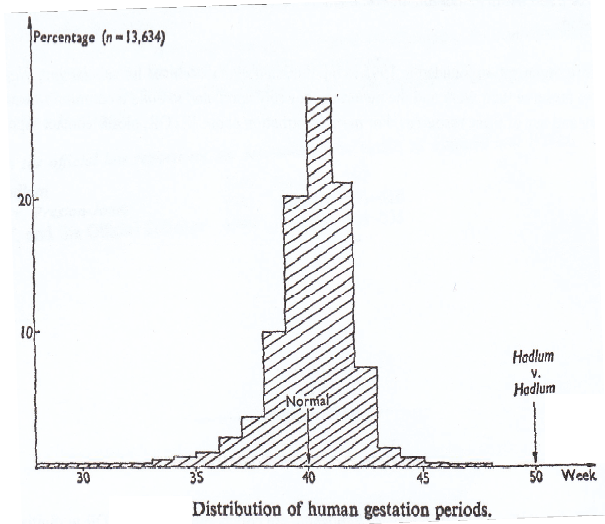 Percentage (n = 13,634)
20
10
Normal
Hadlum
v.
Hadlum
30
35
40
45
50
Week
Distribution of human gestation periods.